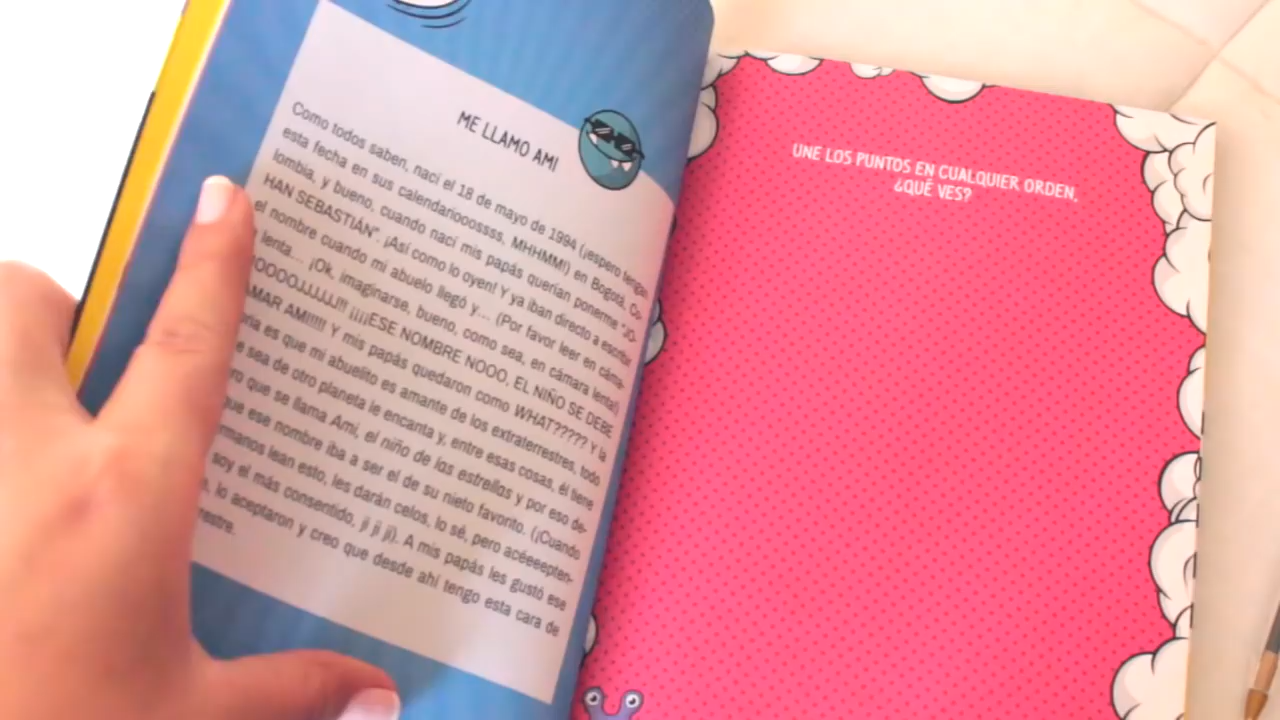 ME LLAMO AMI
Como todos saben, nací el 18 de mayo de 1994 (¡espero tengan
esta fecha en sus calendariooossss, MHHMM!) en Bogotá, Co-
lombia, y bueno, cuando nací mis papás querían ponerme "JO-
HAN SEBASTIÁN". ¡Así como lo oyen! Y ya iban directo a escribir
el nombre cuando mi abuelo llegó y... (Por favor leer en cáma-
lenta... ¡Ok, imaginarse, bueno, como sea, en cámara lenta!)
¡¡¡¡ESE NOMBRE NOOO, EL NIÑO SE DEBE
AMI!!!!! Y mis papás quedaron como WHAT????? Y la
es que mi abuelito es amante de los extraterrestres, todo
sea de otro planeta le encanta y, entre esas cosas, él tiene
que se llama Ami, el niño de las estrellas y por eso de-
que ese nombre iba a ser el de su nieto favorito. (¡Cuando
lean esto, les darán celos, lo sé, pero acéeeepten-
soy el más consentido, ji ji ji). A mis papás les gustó ese
lo aceptaron y creo que desde ahí tengo esta cara de
UNE LOS PUNTOS EN CUALQUIER ORDEN,
¿QUÉ VES?